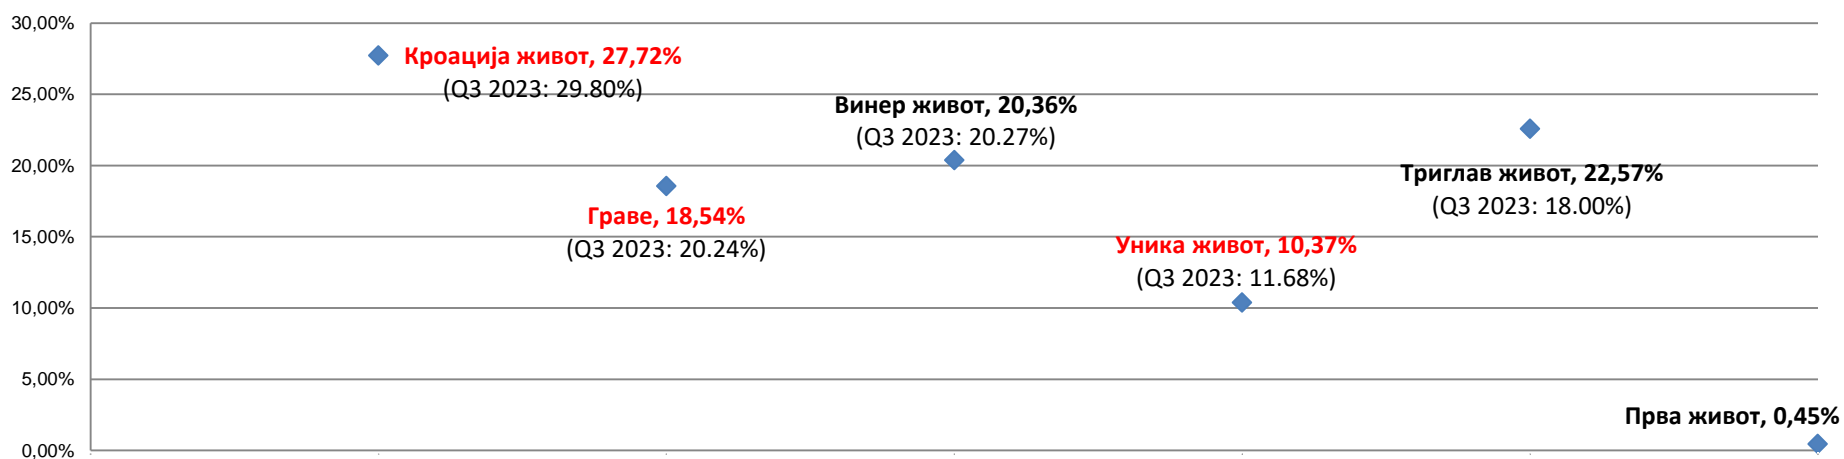 30,00%
25,00%
20,00%
15,00%
10,00%
5,00%
0,00%
Кроација живот, 27,72%
(Q3 2023: 29.80%)
Граве, 18,54%
(Q3 2023: 20.24%)
Винер живот, 20,36%
(Q3 2023: 20.27%)
Уника живот, 10,37%
(Q3 2023: 11.68%)
Триглав живот, 22,57%
(Q3 2023: 18.00%)
Прва живот, 0,45%